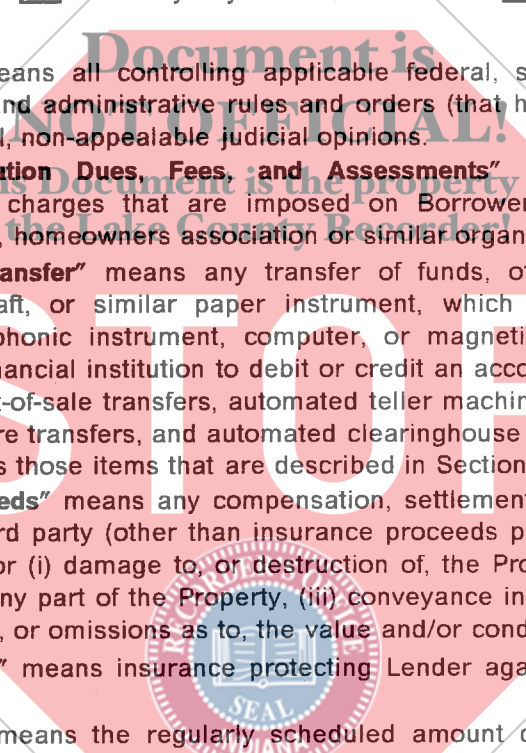 Document is
eans all controlling applicable federal, s
nd administrative rules and orders (that h
NOT OFFICIAL!
l, non-appealable judicial opinions.
ation Dues, Fees, and Assessments"
is Document is the property
charges that are imposed on Borrower
the Lake County Recorder!
, homeowners association or similar organ
ransfer" means any transfer of funds, ot
aft, or similar paper instrument, which
STOP
phonic instrument, computer, or magneti
nancial institution to debit or credit an acco
t-of-sale transfers, automated teller machin
re transfers, and automated clearinghouse
s those items that are described in Section
eds" means any compensation, settlement
rd party (other than insurance proceeds p
or (i) damage to, or destruction of, the Pro
ny part of the Property, (iii) conveyance in
, or omissions as to, the value and/or cond
" means insurance protecting Lender aga
SEAL
INDIANA
means the regularly scheduled amount